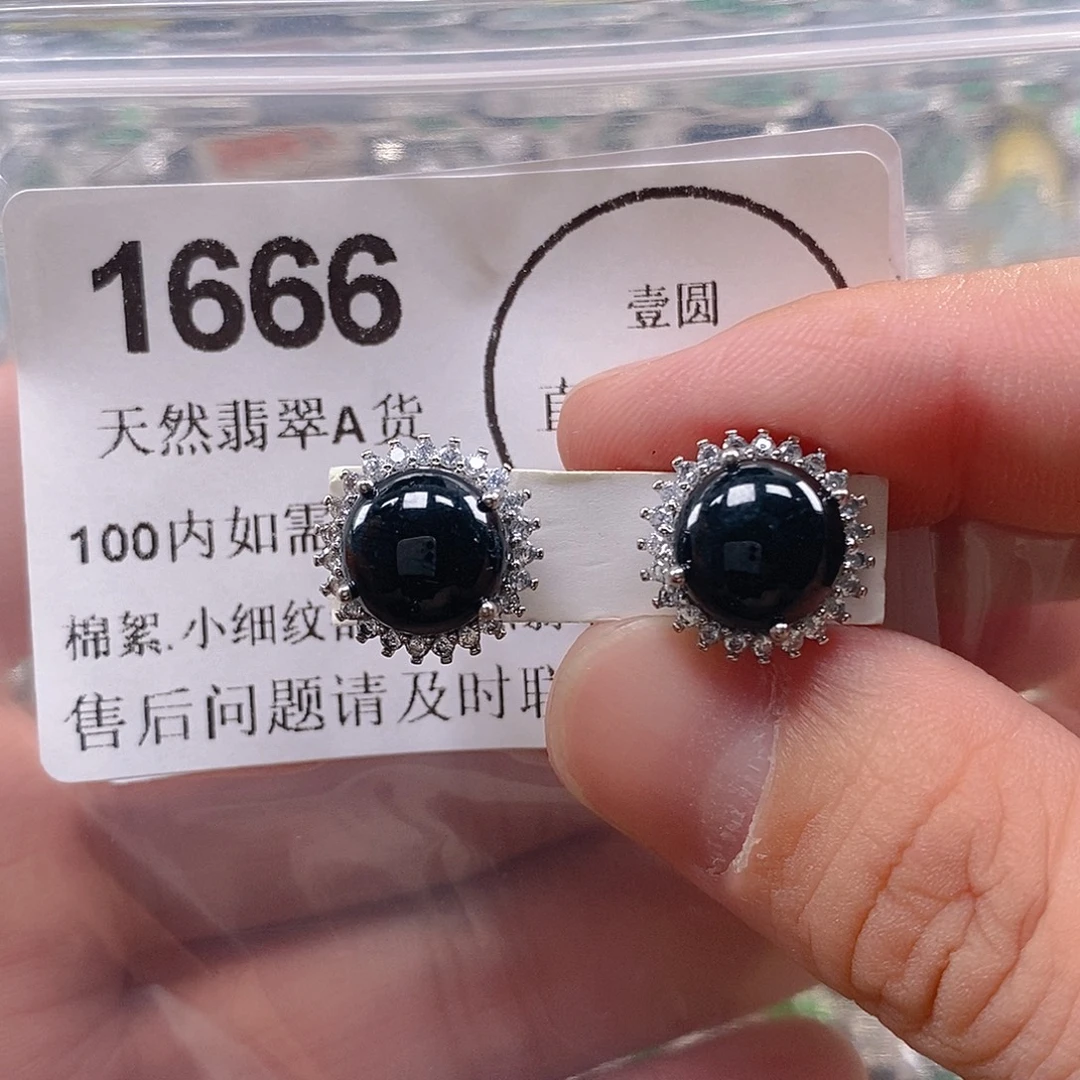 1666
壹圆
天然翡翠A货
100内如需
棉絮.小细纹
售后问题请及时联